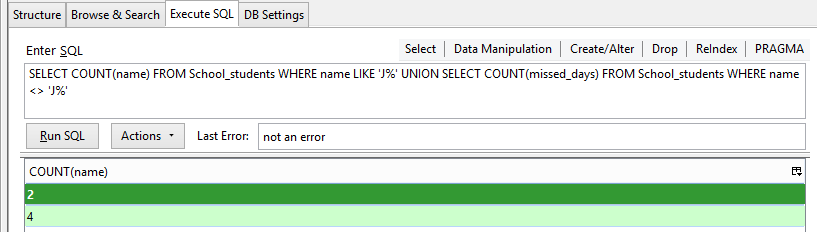 Structure Browse & Search Execute SQL DB Settings
Enter SQL Select Data Manipulation Create/Alter Drop ReIndex PRAGMA
SELECT COUNT(name) FROM School_students WHERE name LIKE 'J%' UNION SELECT COUNT(missed_days) FROM School_students WHERE name
<> 'J%'
Run SQL Actions Last Error: not an error
COUNT(name)
2
4